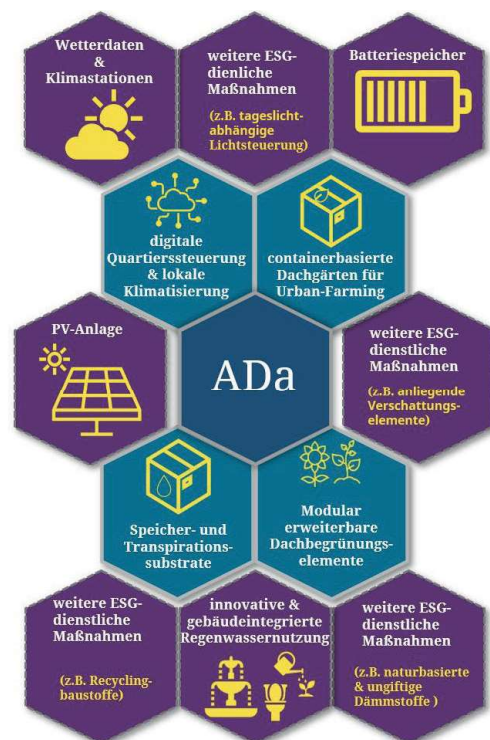 Wetterdaten
&
Klimastationen
weitere ESG-
dienliche
Maßnahmen
(z.B. tageslicht-
abhängige
Lichtsteuerung)
Batteriespeicher
digitale
Quartierssteuerung
& lokale
Klimatisierung
containerbasierte
Dachgärten für
Urban-Farming
PV-Anlage
ADa
weitere ESG-
dienstliche
Maßnahmen
(z.B. anliegende
Verschattungs-
elemente)
Speicher- und
Transpirations-
substrate
Modular
erweiterbare
Dachbegrünungs-
elemente
weitere ESG-
dienstliche
Maßnahmen
(z.B. Recycling-
baustoffe)
innovative &
gebäudeintegrierte
Regenwassernutzung
weitere ESG-
dienstliche
Maßnahmen
(z.B. naturbasierte
& ungiftige
Dämmstoffe )